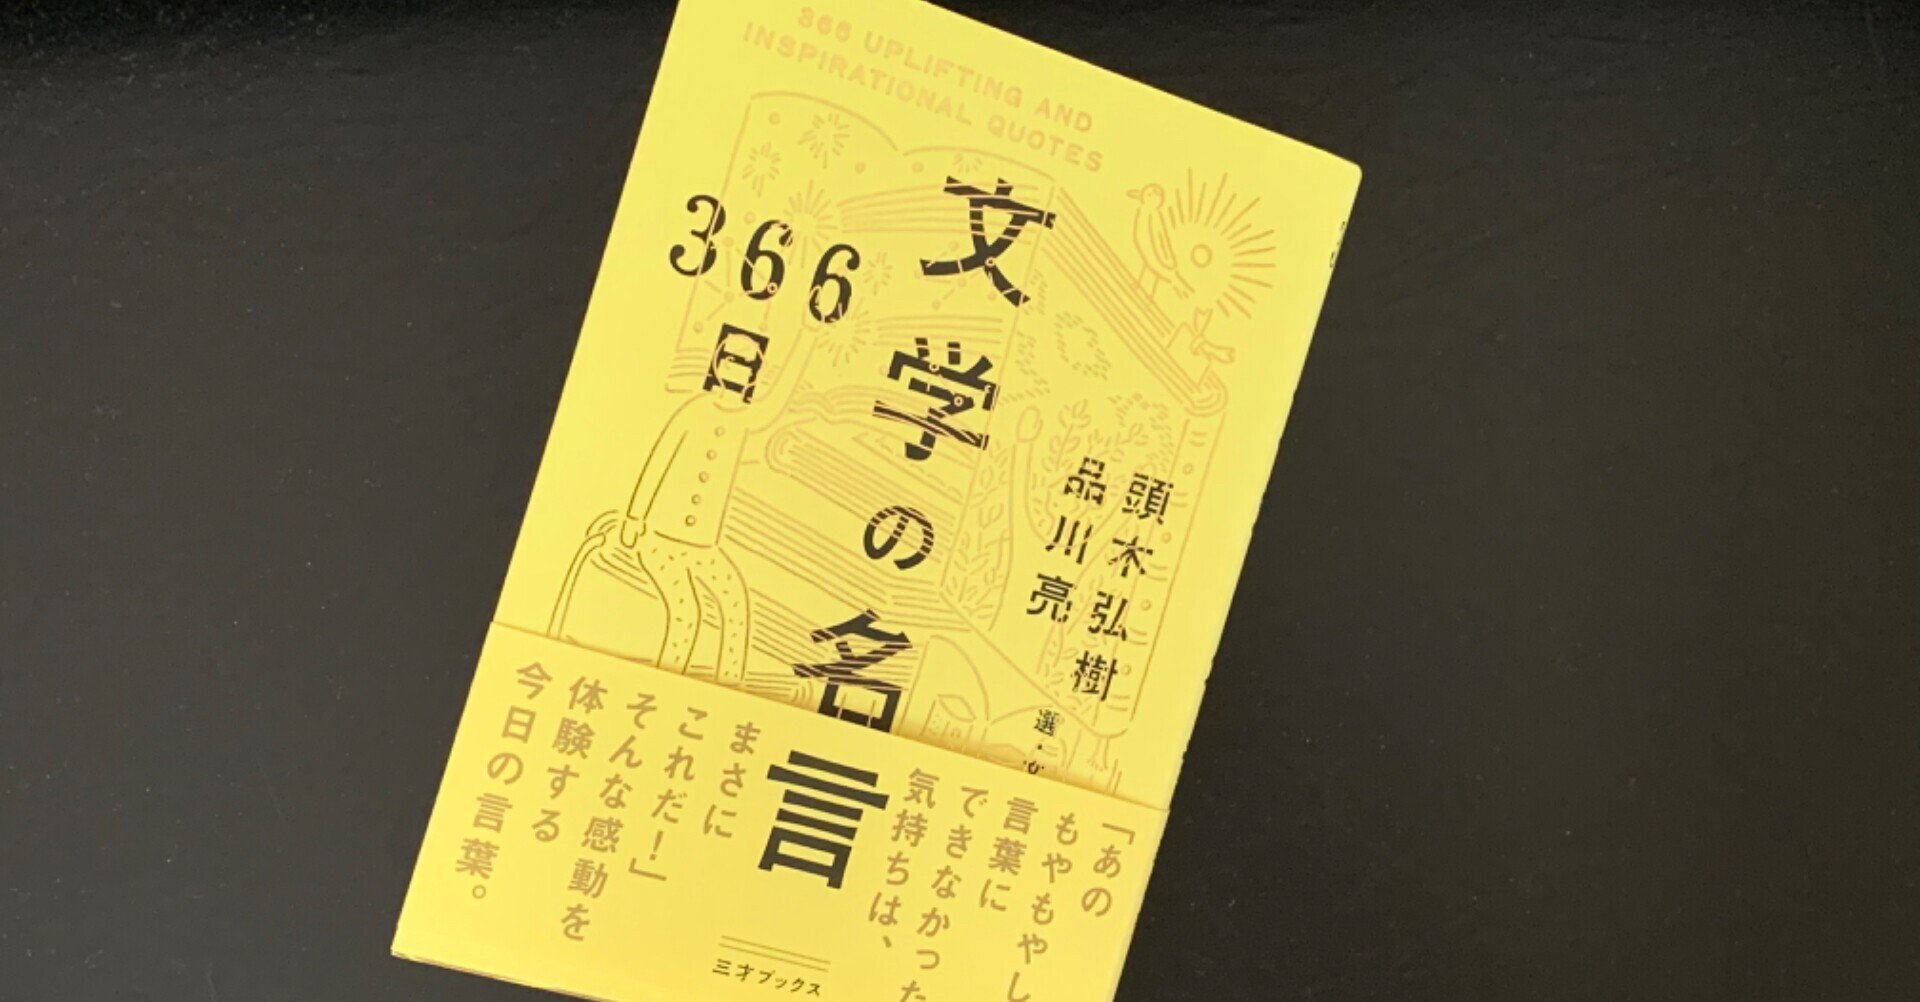 366 UPLIFTING AND
INSPIRATIONAL QUOTES
文学の名言
366日
頭木弘樹
品川亮
選・
「あの
もやもやし
言葉に
できなかった
気持ちは、
まさに
これだ！」
そんな感動を
体験する
今日の言葉。
三才ブックス